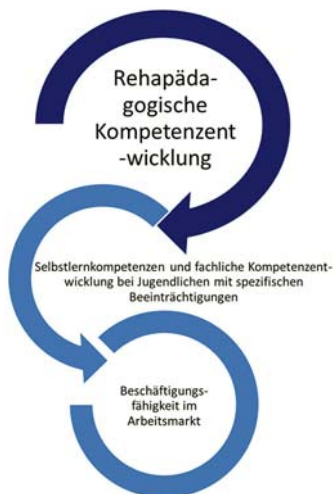 Rehapäda-
gogische
Kompetenzent
-wicklung
Selbstlernkompetenzen und fachliche Kompetenzent-
wicklung bei Jugendlichen mit spezifischen
Beeinträchtigungen
Beschäftigungs-
fähigkeit im
Arbeitsmarkt